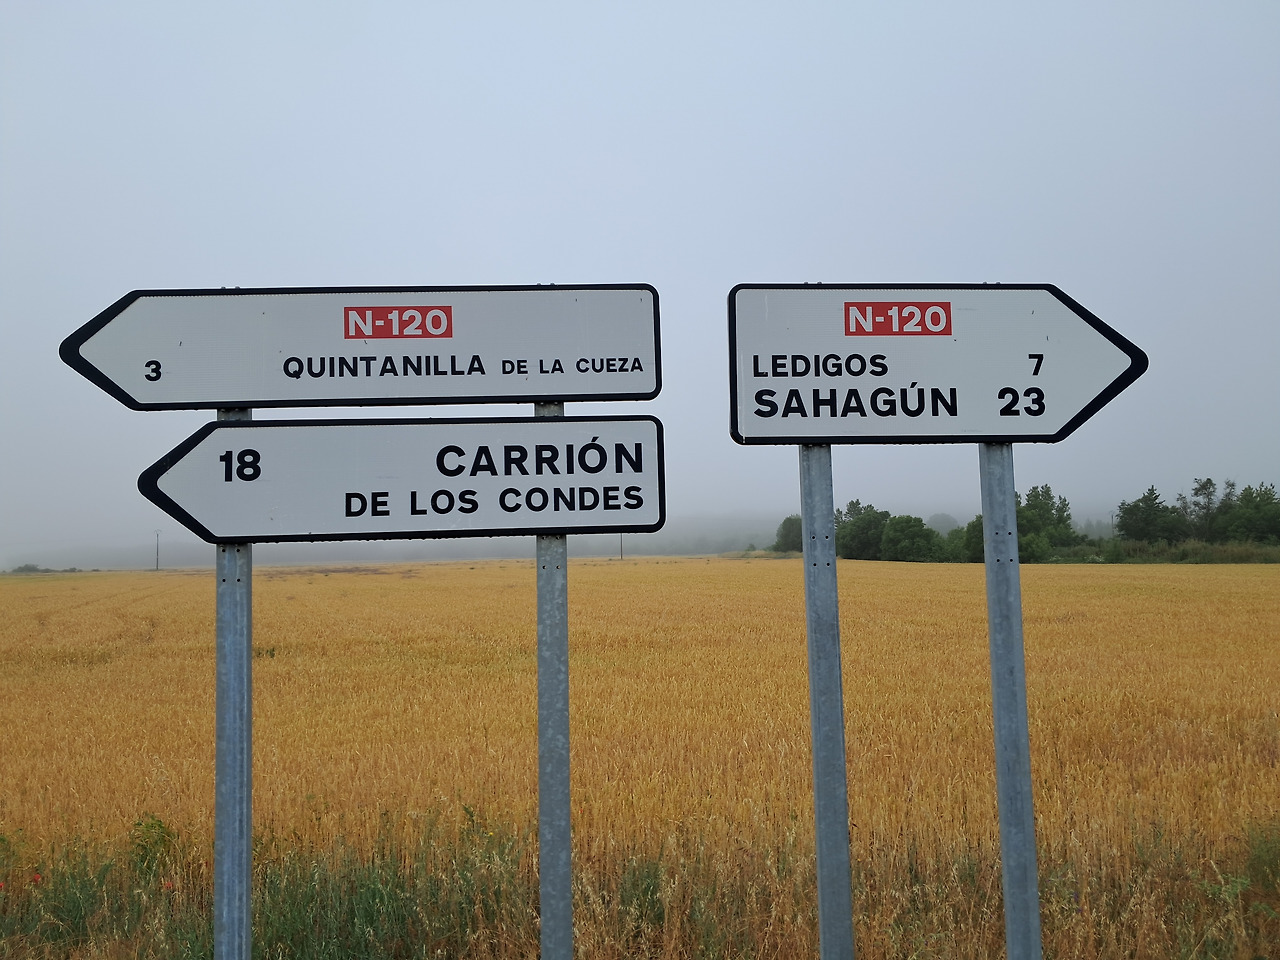 N-120
3 QUINTANILLA DE LA CUEZA
18 CARRIÓN
DE LOS CONDES
N-120
LEDIGOS 7
SAHAGÚN 23